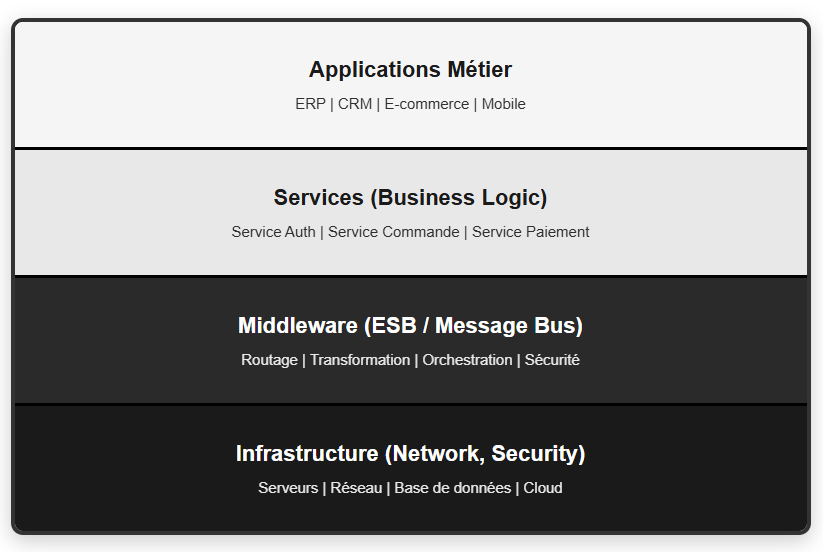 Applications Métier
ERP | CRM | E-commerce | Mobile
Services (Business Logic)
Service Auth | Service Commande | Service Paiement
Middleware (ESB / Message Bus)
Routage | Transformation | Orchestration | Sécurité
Infrastructure (Network, Security)
Serveurs | Réseau | Base de données | Cloud